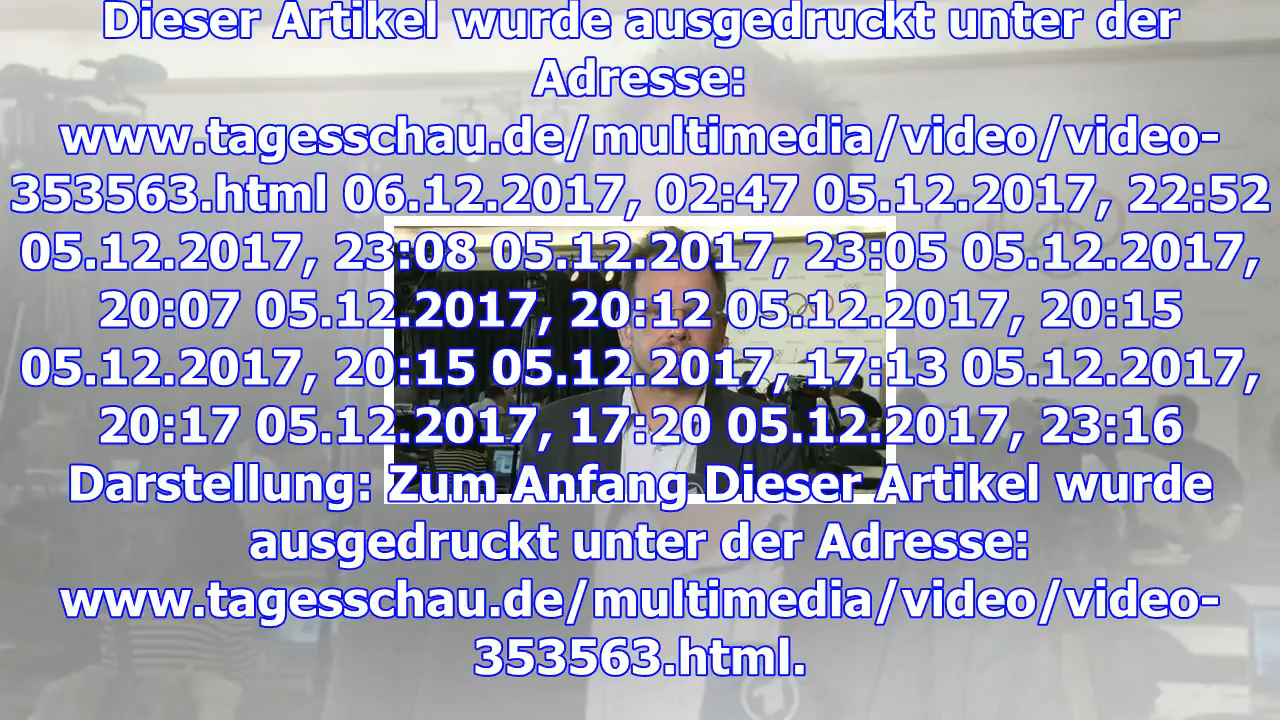 Dieser Artikel wurde ausgedruckt unter der
Adresse:
www.tagesschau.de/multimedia/video/video-
353563.html 06.12.2017, 02:47 05.12.2017, 22:52
05.12.2017, 23:08 05.12.2017, 23:05 05.12.2017,
20:07 05.12.2017, 20:12 05.12.2017, 20:15
05.12.2017, 20:15 05.12.2017, 17:13 05.12.2017,
20:17 05.12.2017, 17:20 05.12.2017, 23:16
Darstellung: Zum Anfang Dieser Artikel wurde
ausgedruckt unter der Adresse:
www.tagesschau.de/multimedia/video/video-
353563.html.